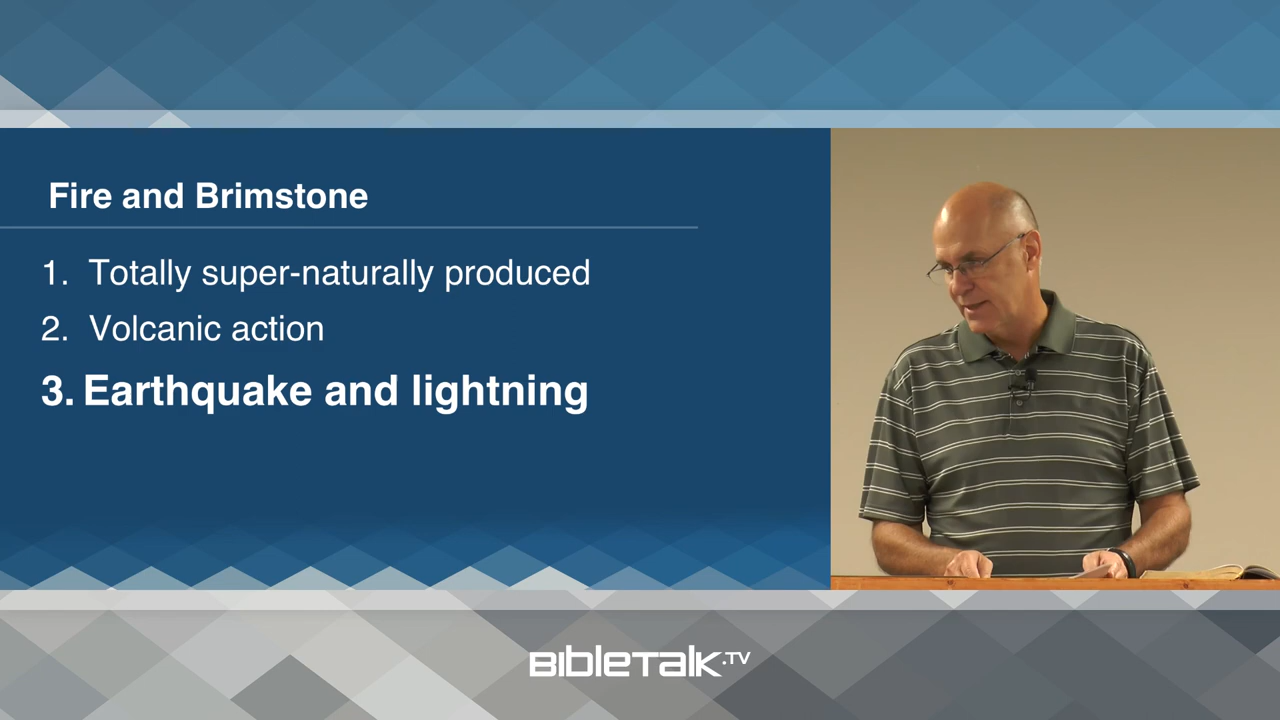 Fire and Brimstone
1. Totally super-naturally produced
2. Volcanic action
3. Earthquake and lightning
BIBLETALK.TV